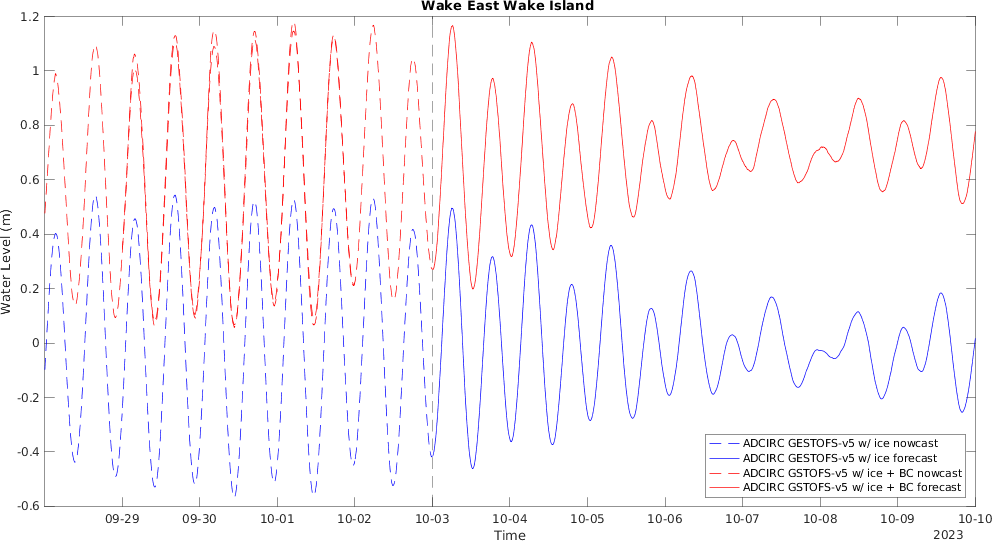 Wake East Wake Island
Water Level (m)
1.2
1
0.8
0.6
0.4
0.2
0
-0.2
-0.4
-0.6
09-29 09-30 10-01 10-02 10-03 10-04 10-05 10-06 10-07 10-08 10-09 10-10
Time
2023
ADCIRC GESTOFS-v5 w/ ice nowcast
ADCIRC GESTOFS-v5 w/ ice forecast
ADCIRC GSTOFS-v5 w/ ice + BC nowcast
ADCIRC GSTOFS-v5 w/ ice + BC forecast